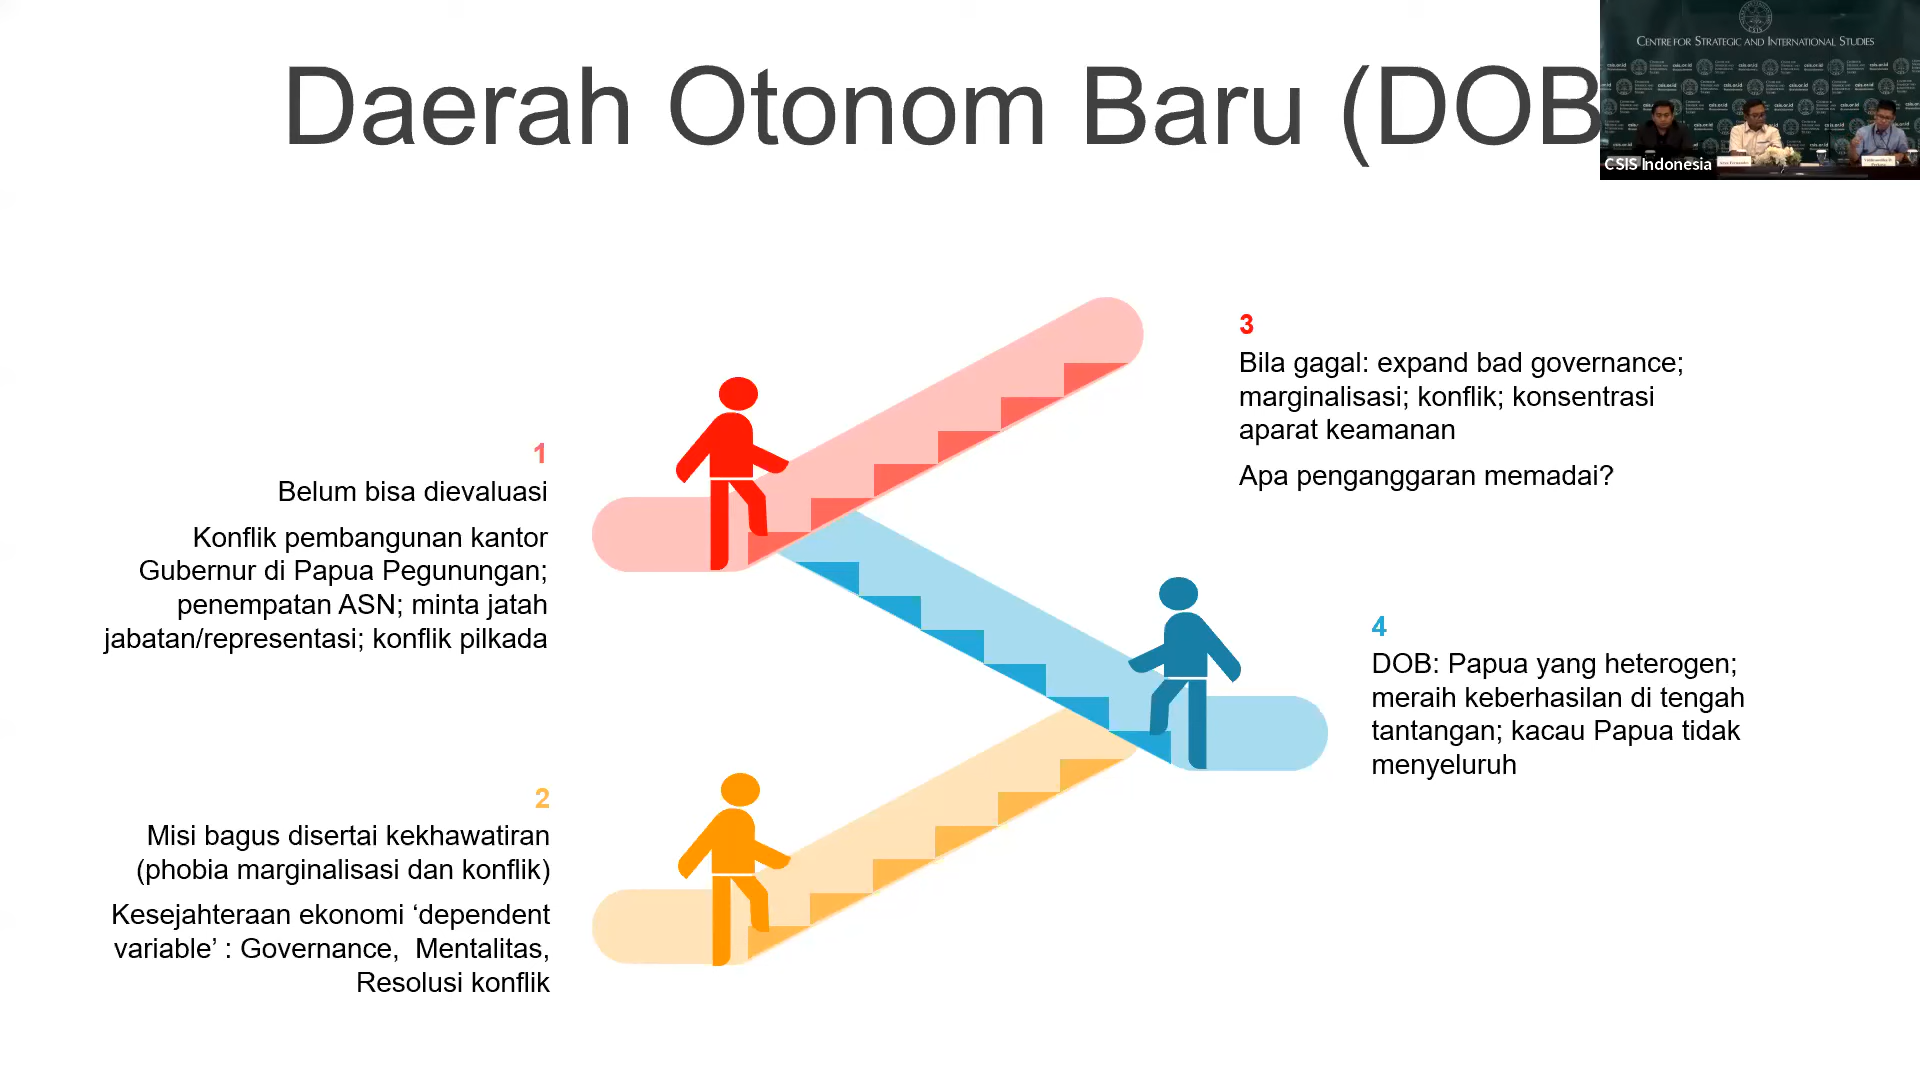 Daerah Otonom Baru (DOB
CENTRE FOR STRATEGIC AND INTERNATIONAL STUDIES
CSIS Indonesia
1
Belum bisa dievaluasi
Konflik pembangunan kantor
Gubernur di Papua Pegunungan;
penempatan ASN; minta jatah
jabatan/representasi; konflik pilkada
2
Misi bagus disertai kekhawatiran
(phobia marginalisasi dan konflik)
Kesejahteraan ekonomi ‘dependent
variable’ : Governance, Mentalitas,
Resolusi konflik
3
Bila gagal: expand bad governance;
marginalisasi; konflik; konsentrasi
aparat keamanan
Apa penganggaran memadai?
4
DOB: Papua yang heterogen;
meraih keberhasilan di tengah
tantangan; kacau Papua tidak
menyeluruh